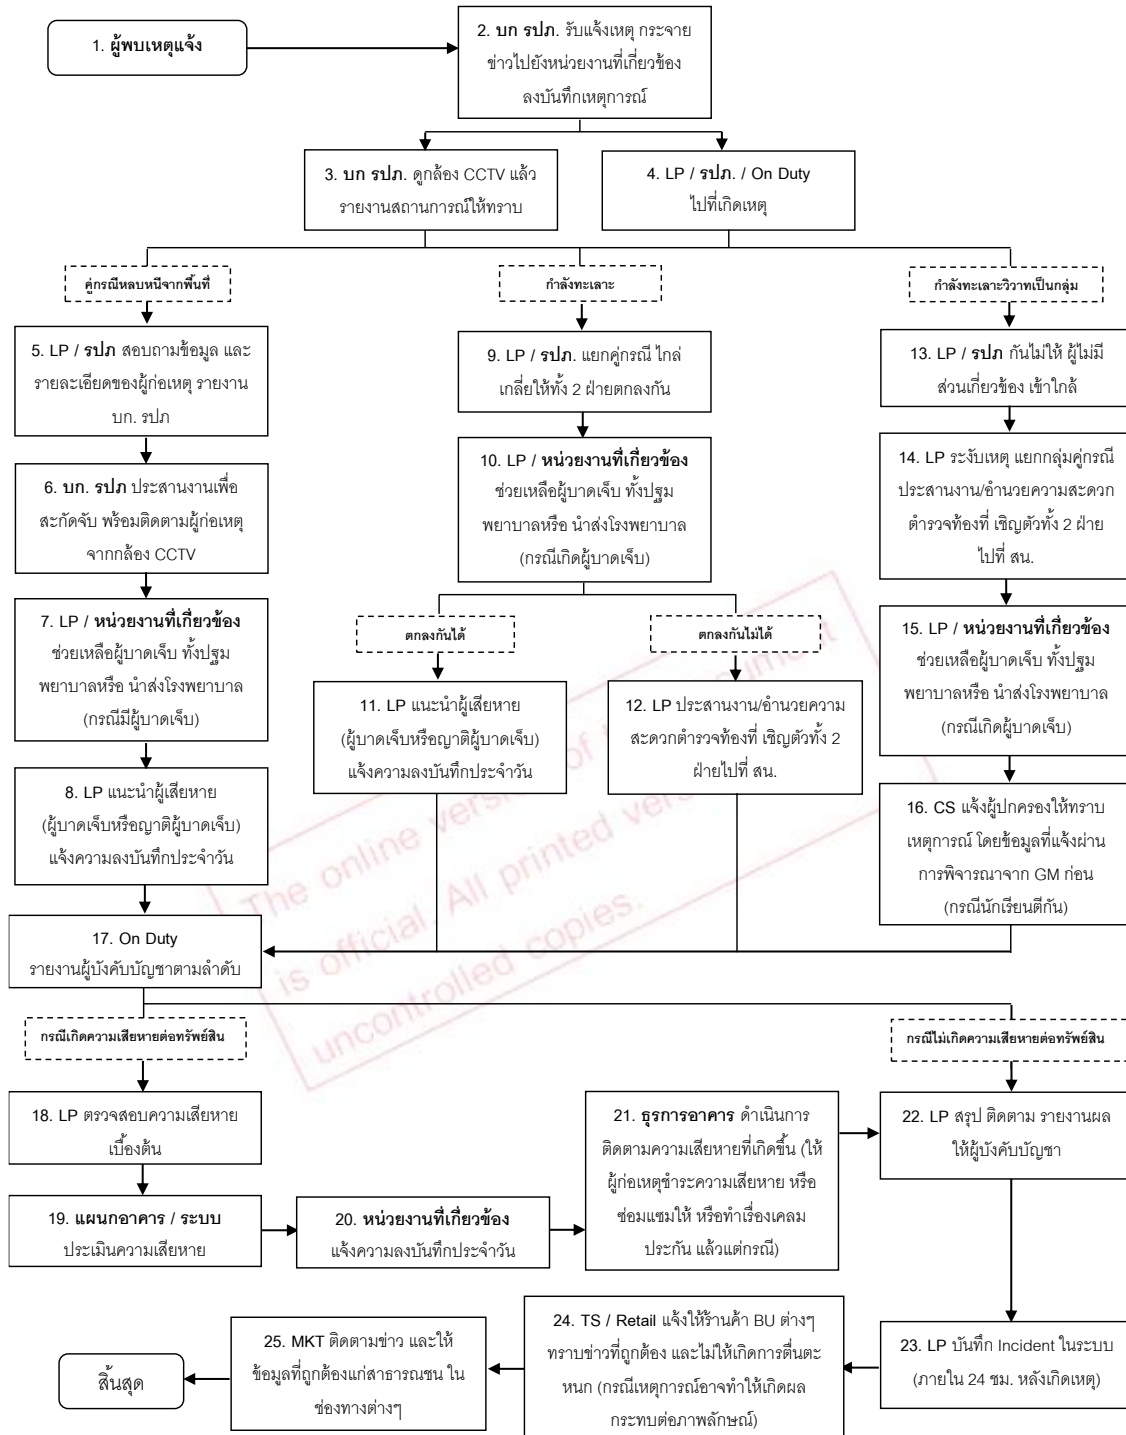 1. ผู้พบเหตุแจ้ง
2. บก รปภ. รับแจ้งเหตุ กระจาย
ข่าวไปยังหน่วยงานที่เกี่ยวข้อง
ลงบันทึกเหตุการณ์
3. บก รปภ. ดูกล้อง CCTV แล้ว
รายงานสถานการณ์ให้ทราบ
4. LP / รปภ. / On Duty
ไปที่เกิดเหตุ
คู่กรณีหลบหนีจากพื้นที่
5. LP / รปภ สอบถามข้อมูล และ
รายละเอียดของผู้ก่อเหตุ รายงาน
บก. รปภ
6. บก. รปภ ประสานงานเพื่อ
สะกัดจับ พร้อมติดตามผู้ก่อเหตุ
จากกล้อง CCTV
7. LP / หน่วยงานที่เกี่ยวข้อง
ช่วยเหลือผู้บาดเจ็บ ทั้งปฐม
พยาบาลหรือ นำส่งโรงพยาบาล
(กรณีมีผู้บาดเจ็บ)
8. LP แนะนำผู้เสียหาย
(ผู้บาดเจ็บหรือญาติผู้บาดเจ็บ)
แจ้งความลงบันทึกประจำวัน
กำลังทะเลาะ
9. LP / รปภ. แยกคู่กรณี ไกล่
เกลี่ยให้ทั้ง 2 ฝ่ายตกลงกัน
10. LP / หน่วยงานที่เกี่ยวข้อง
ช่วยเหลือผู้บาดเจ็บ ทั้งปฐม
พยาบาลหรือ นำส่งโรงพยาบาล
(กรณีเกิดผู้บาดเจ็บ)
ตกลงกันได้
11. LP แนะนำผู้เสียหาย
(ผู้บาดเจ็บหรือญาติผู้บาดเจ็บ)
แจ้งความลงบันทึกประจำวัน
ตกลงกันไม่ได้
12. LP ประสานงาน/อำนวยความ
สะดวกตำรวจท้องที่ เชิญตัวทั้ง 2
ฝ่ายไปที่ สน.
กำลังทะเลาะวิวาทเป็นกลุ่ม
13. LP / รปภ กันไม่ให้ ผู้ไม่มี
ส่วนเกี่ยวข้อง เข้าใกล้
14. LP ระงับเหตุ แยกกลุ่มคู่กรณี
ประสานงาน/อำนวยความสะดวก
ตำรวจท้องที่ เชิญตัวทั้ง 2 ฝ่าย
ไปที่ สน.
15. LP / หน่วยงานที่เกี่ยวข้อง
ช่วยเหลือผู้บาดเจ็บ ทั้งปฐม
พยาบาลหรือ นำส่งโรงพยาบาล
(กรณีเกิดผู้บาดเจ็บ)
16. CS แจ้งผู้ปกครองให้ทราบ
เหตุการณ์ โดยข้อมูลที่แจ้งผ่าน
การพิจารณาจาก GM ก่อน
(กรณีนักเรียนตีกัน)
17. On Duty
รายงานผู้บังคับบัญชาตามลำดับ
กรณีเกิดความเสียหายต่อทรัพย์สิน
18. LP ตรวจสอบความเสียหาย
เบื้องต้น
19. แผนกอาคาร / ระบบ
ประเมินความเสียหาย
20. หน่วยงานที่เกี่ยวข้อง
แจ้งความลงบันทึกประจำวัน
21. ธุรการอาคาร ดำเนินการ
ติดตามความเสียหายที่เกิดขึ้น (ให้
ผู้ก่อเหตุชำระความเสียหาย หรือ
ซ่อมแซมให้ หรือทำเรื่องเคลม
ประกัน แล้วแต่กรณี)
กรณีไม่เกิดความเสียหายต่อทรัพย์สิน
22. LP สรุป ติดตาม รายงานผล
ให้ผู้บังคับบัญชา
23. LP บันทึก Incident ในระบบ
(ภายใน 24 ชม. หลังเกิดเหตุ)
24. TS / Retail แจ้งให้ร้านค้า BU ต่างๆ
ทราบข่าวที่ถูกต้อง และไม่ให้เกิดการตื่นตะ
หนก (กรณีเหตุการณ์อาจทำให้เกิดผล
กระทบต่อภาพลักษณ์)
25. MKT ติดตามข่าว และให้
ข้อมูลที่ถูกต้องแก่สาธารณชน ใน
ช่องทางต่างๆ
สิ้นสุด
The online version of
is official. All printed
uncontrolled copies.